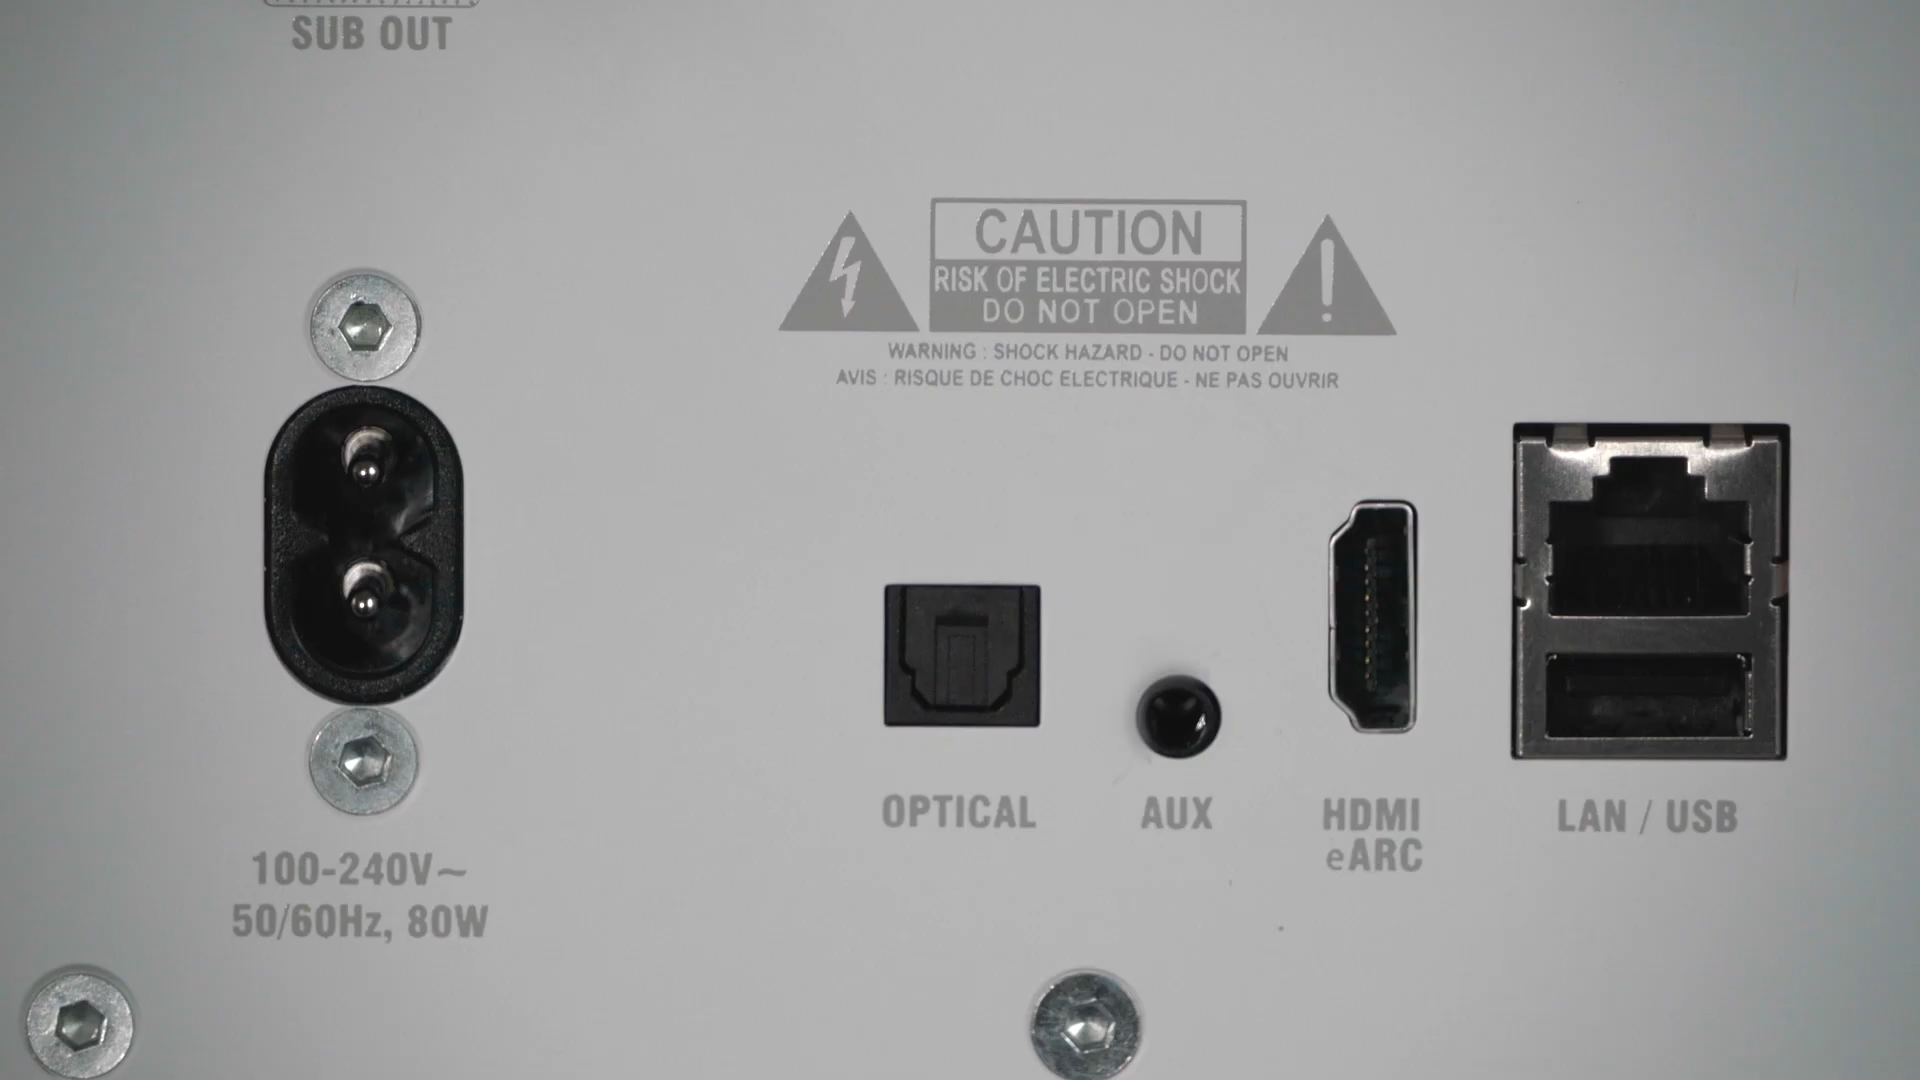 SUB OUT
CAUTION
RISK OF ELECTRIC SHOCK
DO NOT OPEN
WARNING : SHOCK HAZARD - DO NOT OPEN
AVIS : RISQUE DE CHOC ELECTRIQUE - NE PAS OUVRIR
OPTICAL
AUX
HDMI
eARC
LAN / USB
100-240V~
50/60Hz, 80W